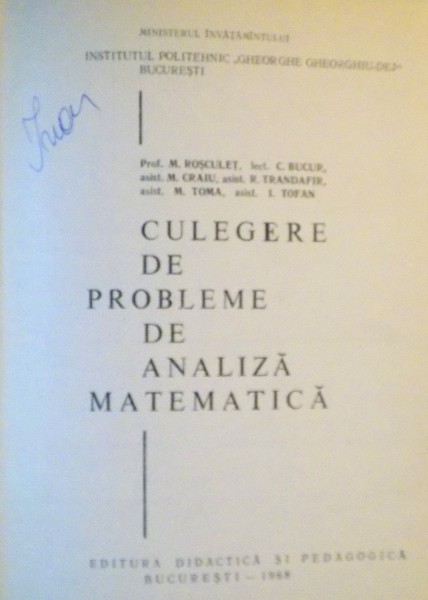 MINISTERUL ÎNVĂȚĂMÎNTULUI
INSTITUTUL POLITEHNIC „GHEORGHE GHEORGHIU-DEJ"
BUCUREȘTI
Prof. M. ROȘCULEȚ, lect. C. BUCUR,
asist. M. CRAIU, asist. R. TRANDAFIR,
asist. M. TOMA, asist. I. TOFAN
CULEGERE
DE
PROBLEME
DE
ANALIZĂ
MATEMATICĂ
EDITURA DIDACTICĂ ȘI PEDAGOGICĂ
BUCUREȘTI — 1968